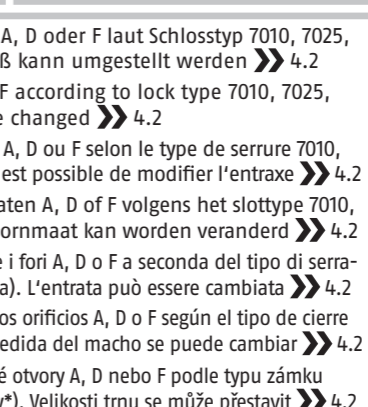 A, D oder F laut Schlosstyp 7010, 7025,
kann umgestellt werden ❯❯ 4.2
F according to lock type 7010, 7025,
changed ❯❯ 4.2
A, D ou F selon le type de serrure 7010,
est possible de modifier l'entraxe ❯❯ 4.2
A, D of F volgens het slottype 7010,
kan worden veranderd ❯❯ 4.2
i fori A, D o F a seconda del tipo di serra-
a). L'entrata può essere cambiata ❯❯ 4.2
os orificios A, D o F según el tipo de cierre
edida del macho se puede cambiar ❯❯ 4.2
é otvory A, D nebo F podle typu zámku
Velikosti trnu se může přestavit ❯❯ 4.2